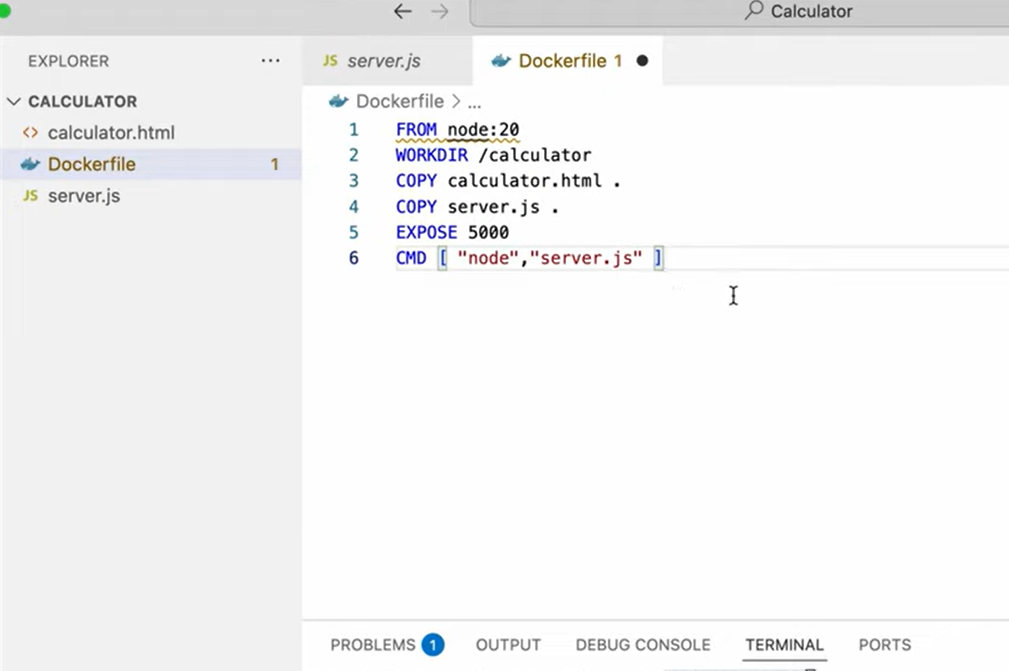 Calculator
EXPLORER ...
CALCULATOR
calculator.html
Dockerfile 1
JS server.js
JS server.js
Dockerfile 1
Dockerfile > ...
1 FROM node:20
2 WORKDIR /calculator
3 COPY calculator.html .
4 COPY server.js .
5 EXPOSE 5000
6 CMD [ "node","server.js" ]
PROBLEMS 1 OUTPUT DEBUG CONSOLE TERMINAL PORTS